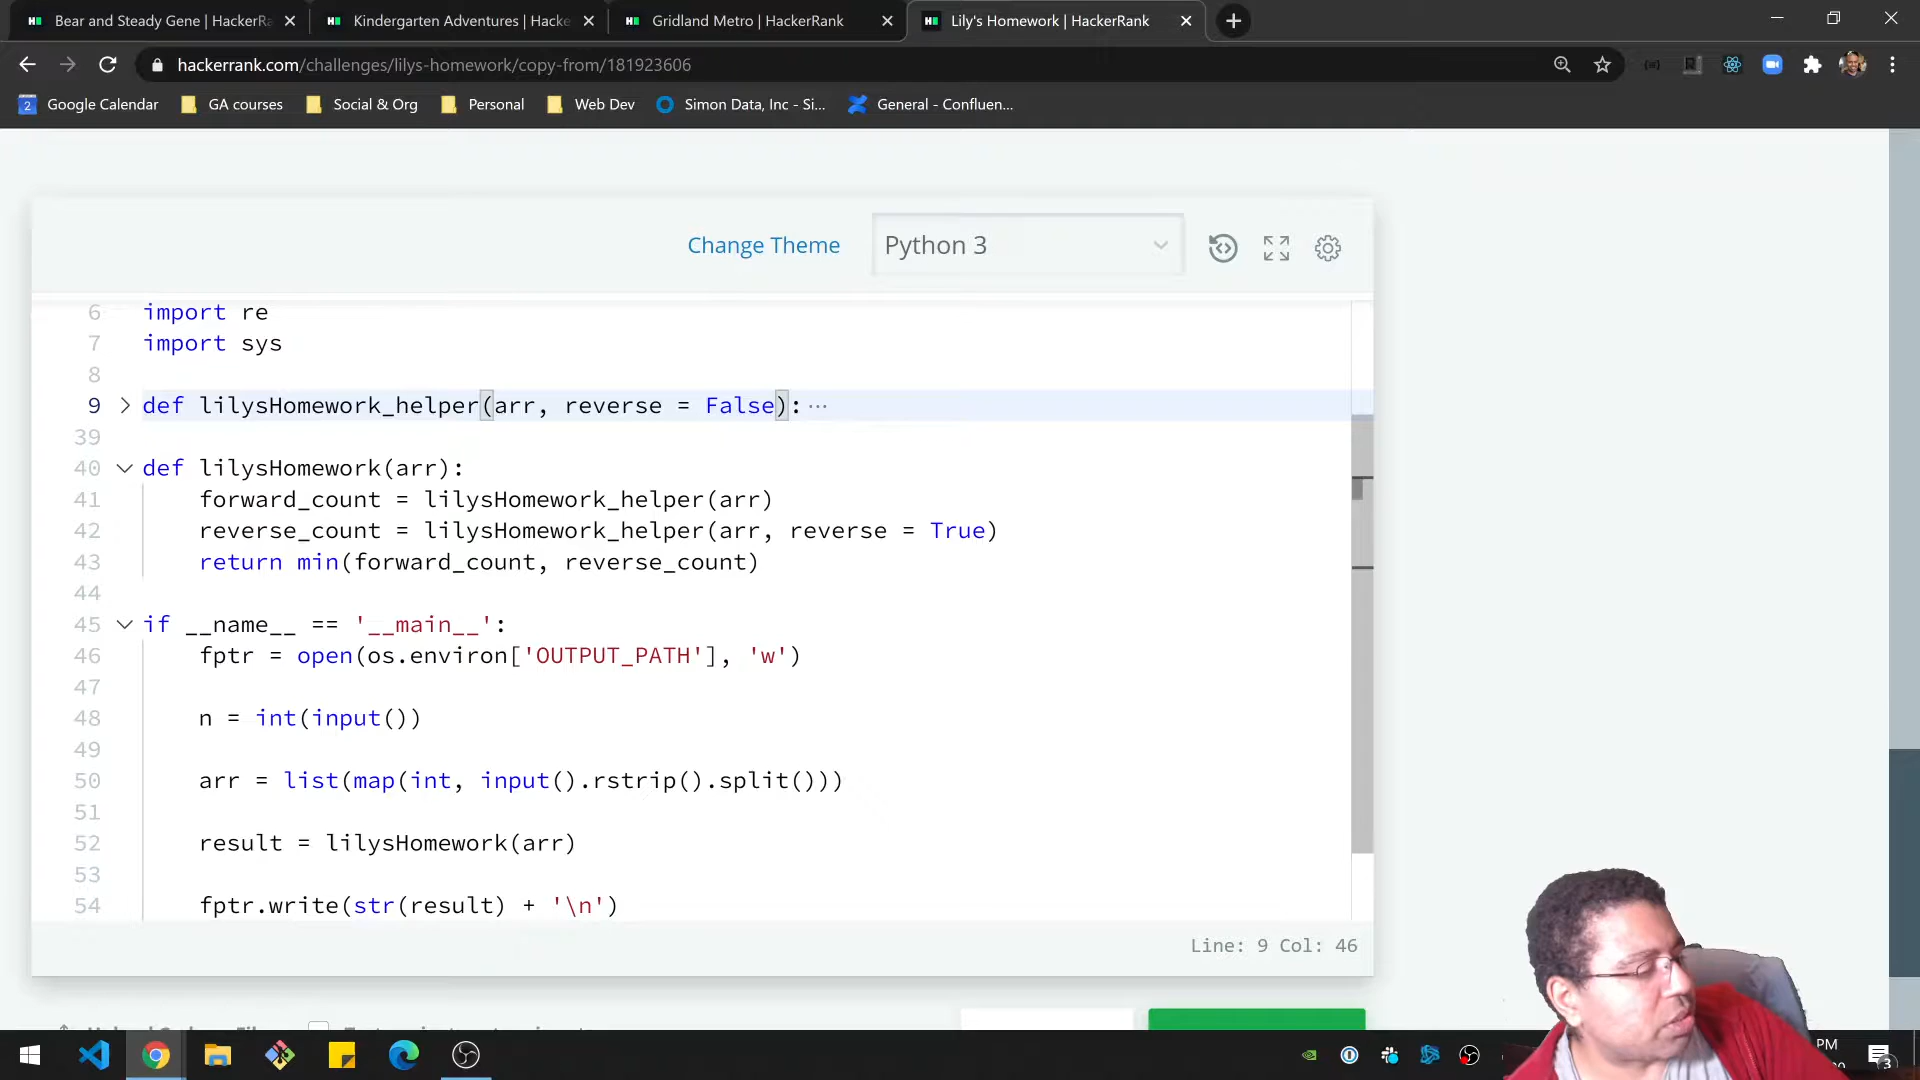 Bear and Steady Gene | HackerRa
Kindergarten Adventures | Hacke
Gridland Metro | HackerRank
Lily's Homework | HackerRank
hackerrank.com/challenges/lilys-homework/copy-from/181923606
2 Google Calendar
GA courses
Social & Org
Personal
Web Dev
Simon Data, Inc - Si...
General - Confluen...
Change Theme
Python 3
6 import re
7 import sys
8
9 def lilysHomework_helper(arr, reverse = False):...
39
40 def lilysHomework(arr):
41 forward_count = lilysHomework_helper(arr)
42 reverse_count = lilysHomework_helper(arr, reverse = True)
43 return min(forward_count, reverse_count)
44
45 if __name__ == '__main__':
46 fptr = open(os.environ['OUTPUT_PATH'], 'w')
47
48 n = int(input())
49
50 arr = list(map(int, input().rstrip().split()))
51
52 result = lilysHomework(arr)
53
54 fptr.write(str(result) + '\n')
Line: 9 Col: 46
PM
3